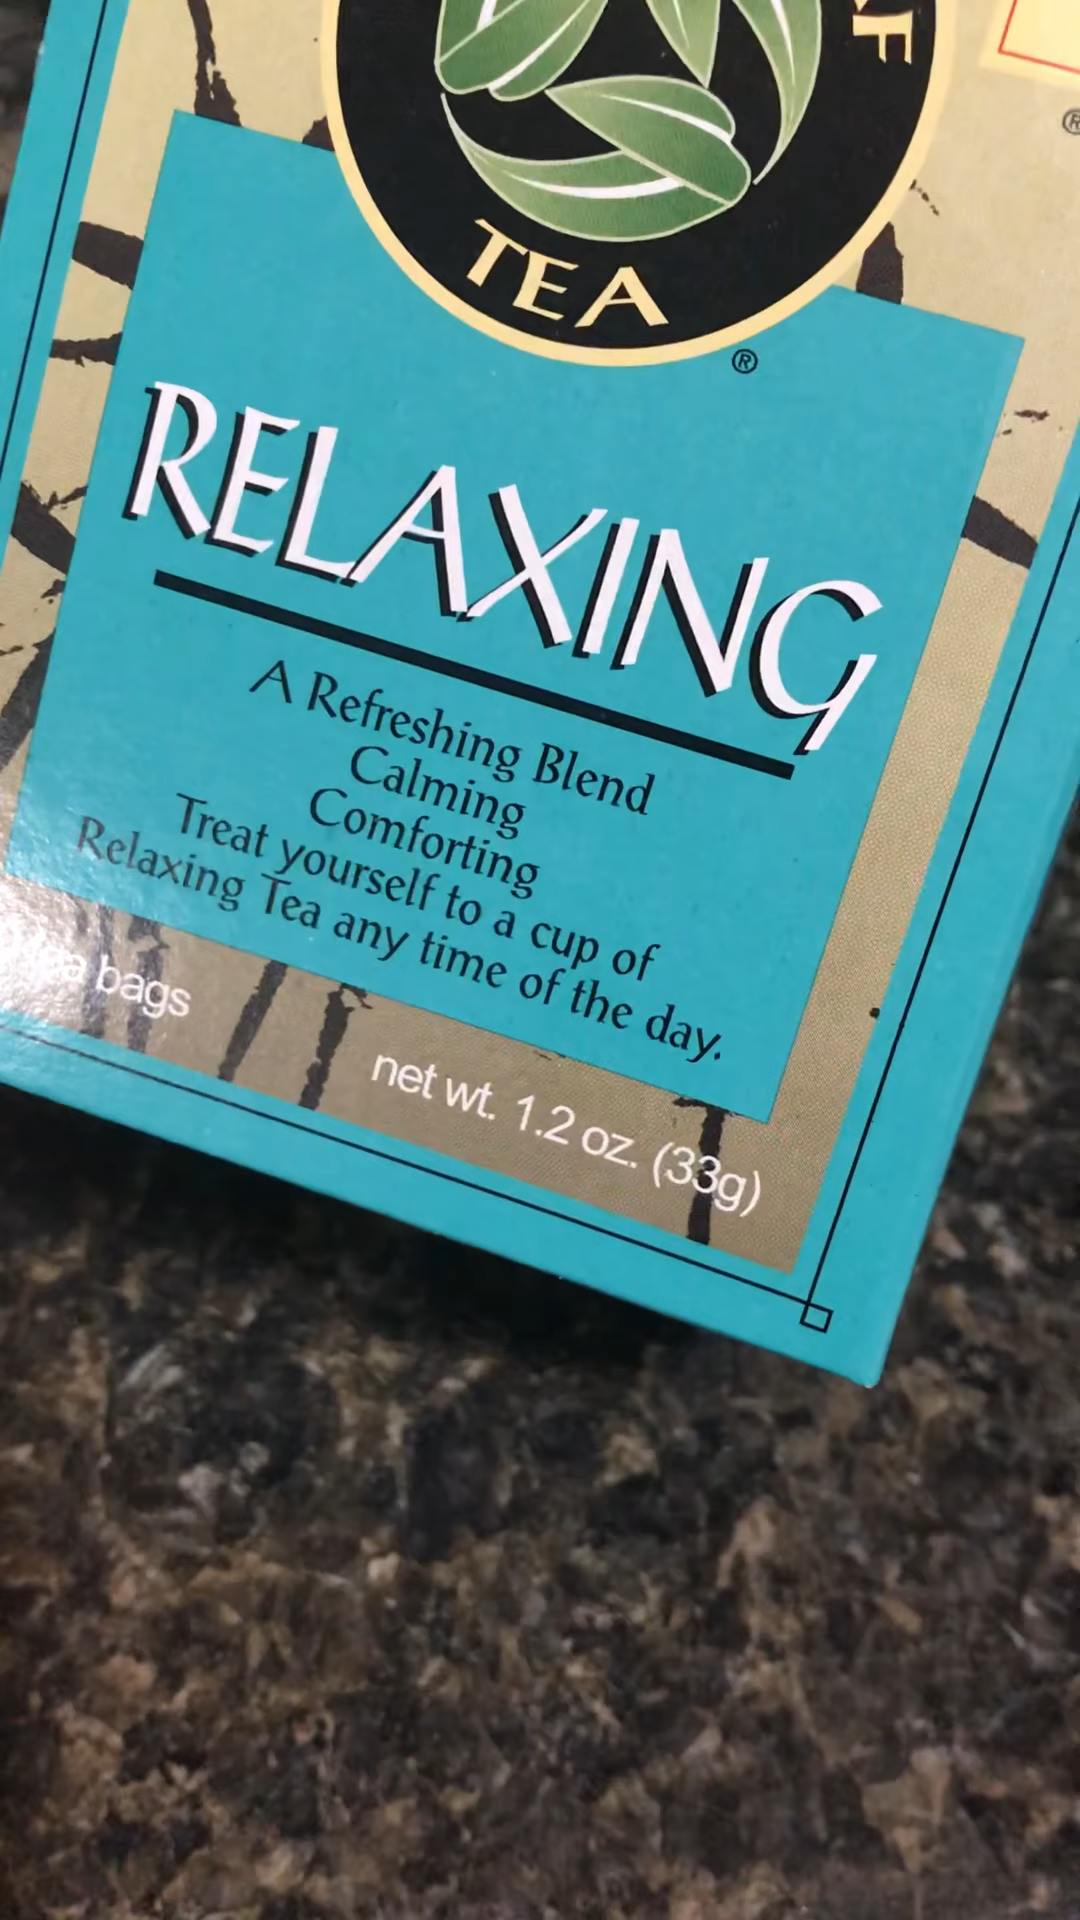 TEA
®
®
RELAXING
A Refreshing Blend
Calming
Comforting
Treat yourself to a cup of
Relaxing Tea any time of the day.
bags
net wt. 1.2 oz. (33g)